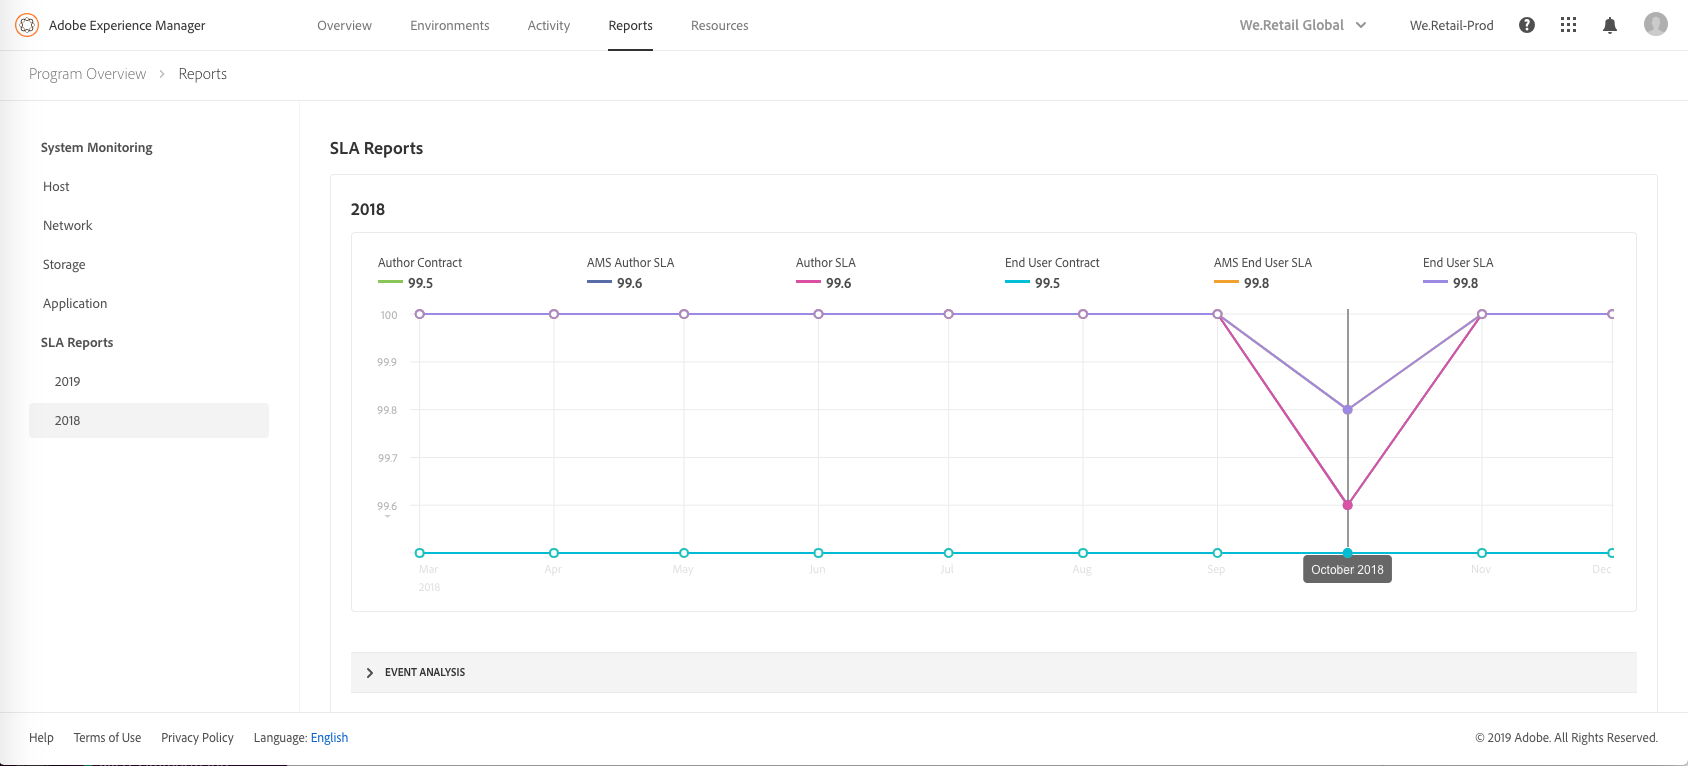 Adobe Experience Manager
Overview
Environments
Activity
Reports
Resources
We.Retail Global
We.Retail-Prod
Program Overview > Reports
System Monitoring
Host
Network
Storage
Application
SLA Reports
2019
2018
SLA Reports
2018
Author Contract
99.5
AMS Author SLA
99.6
Author SLA
99.6
End User Contract
99.5
AMS End User SLA
99.8
End User SLA
99.8
100
99.9
99.8
99.7
99.6
Mar
2018
Apr
May
Jun
Jul
Aug
Sep
October 2018
Nov
Dec
EVENT ANALYSIS
Help
Terms of Use
Privacy Policy
Language: English
© 2019 Adobe. All Rights Reserved.